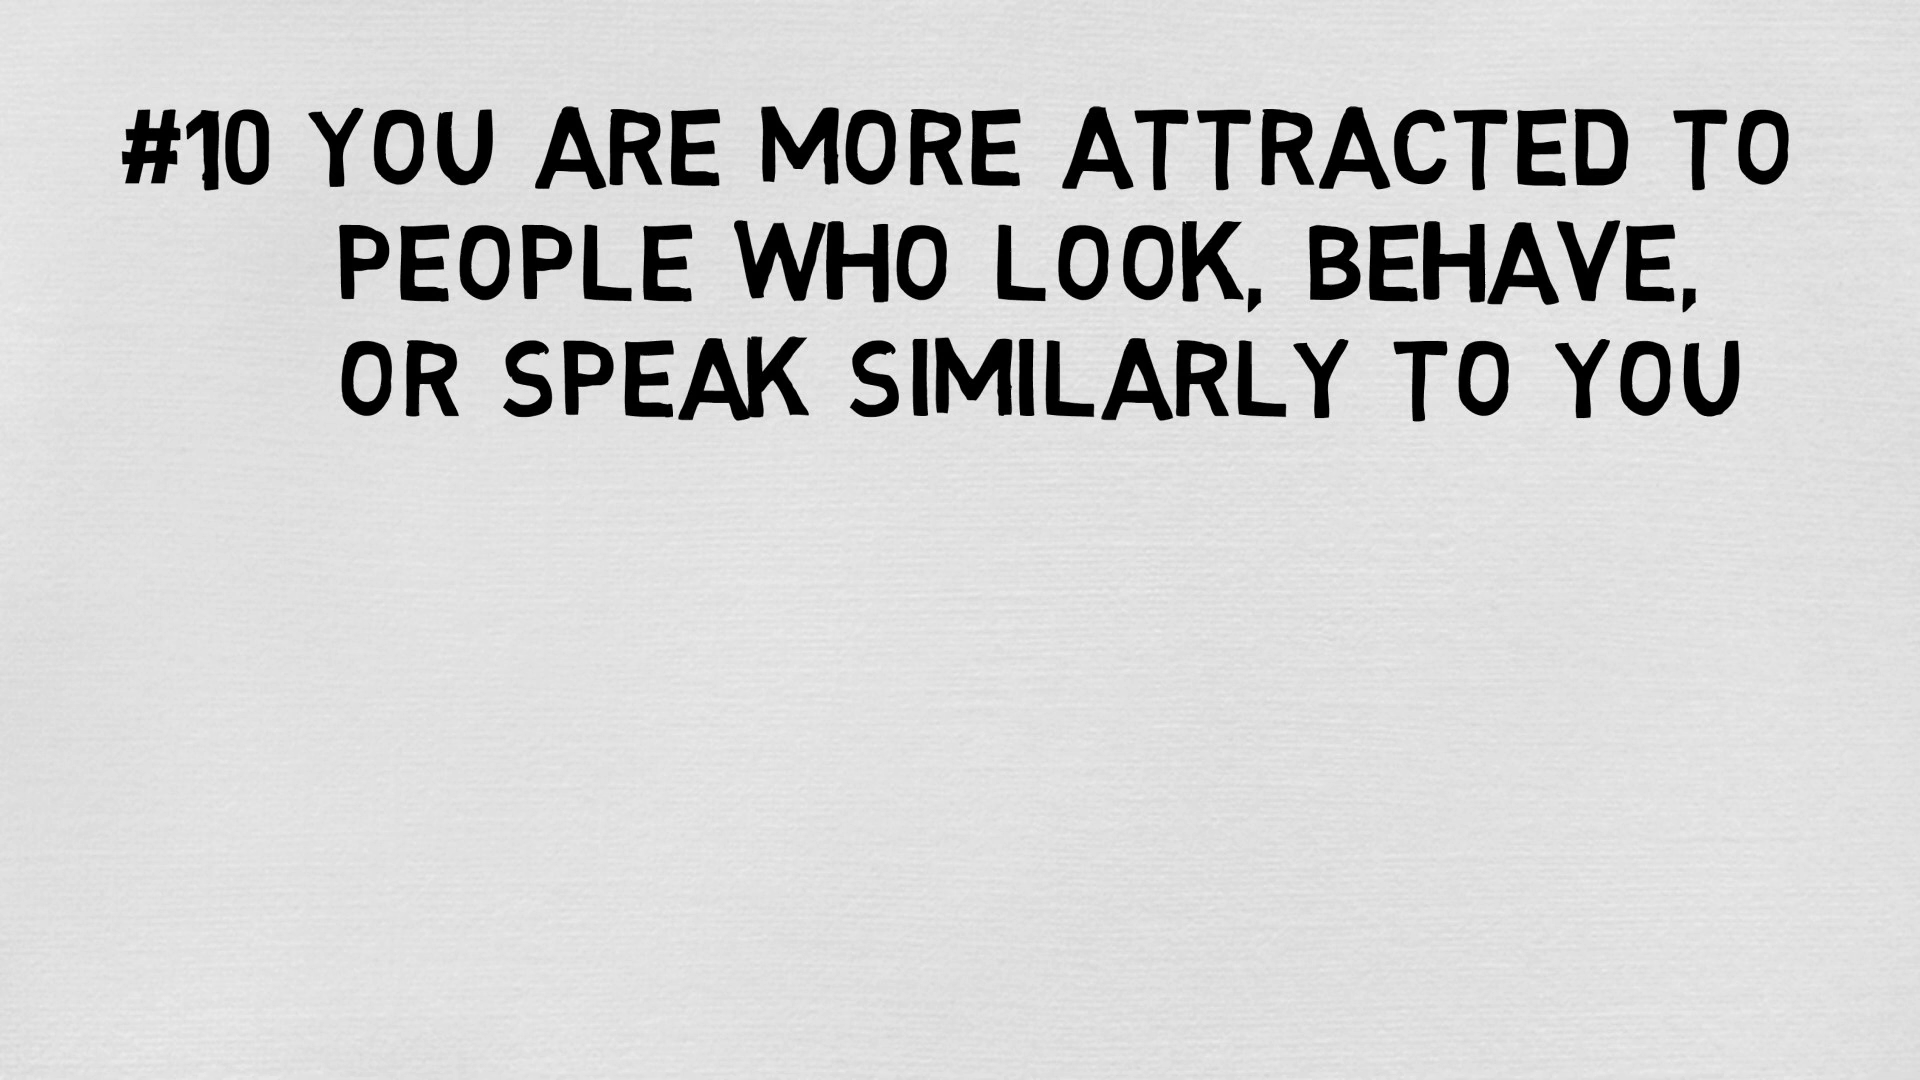 #10 YOU ARE MORE ATTRACTED TO
PEOPLE WHO LOOK, BEHAVE,
OR SPEAK SIMILARLY TO YOU